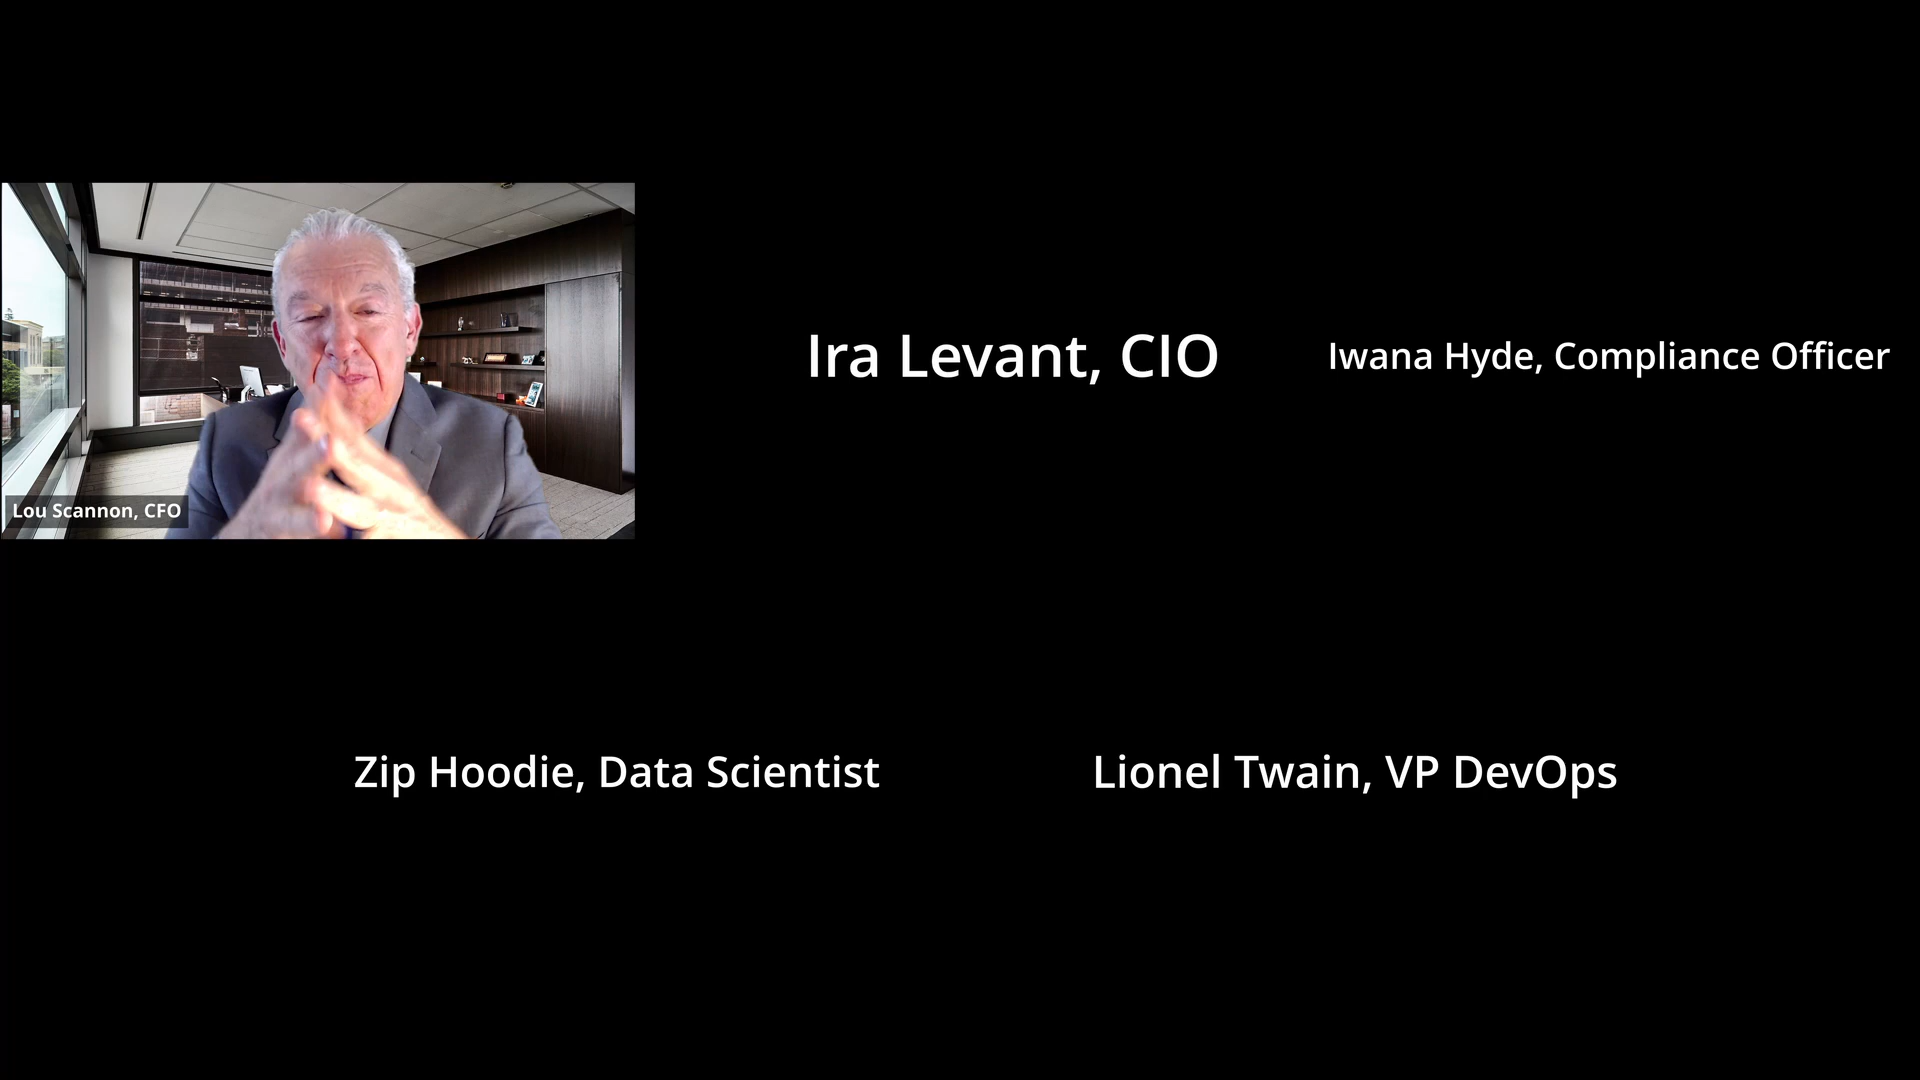 Lou Scannon, CFO
Ira Levant, CIO
Iwana Hyde, Compliance Officer
Zip Hoodie, Data Scientist
Lionel Twain, VP DevOps